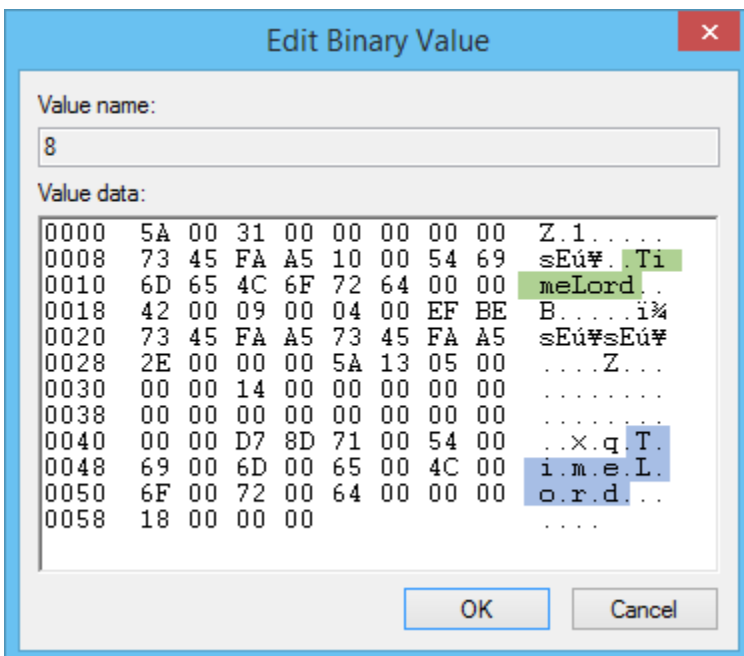 Edit Binary Value
Value name:
8
Value data:
0000 5A 00 31 00 00 00 00 00 Z.1.....
0008 73 45 FA A5 10 00 54 69 sEú¥..Ti
0010 6D 65 4C 6F 72 64 00 00 meLord..
0018 42 00 09 00 04 00 EF BE B.....ï¾
0020 73 45 FA A5 73 45 FA A5 sEú¥sEú¥
0028 2E 00 00 00 5A 13 05 00 ....Z...
0030 00 00 14 00 00 00 00 00 ........
0038 00 00 00 00 00 00 00 00 ........
0040 00 00 D7 8D 71 00 54 00 ..×.q.T.
0048 69 00 6D 00 65 00 4C 00 i.m.e.L.
0050 6F 00 72 00 64 00 00 00 o.r.d...
0058 18 00 00 00 ....
OK Cancel